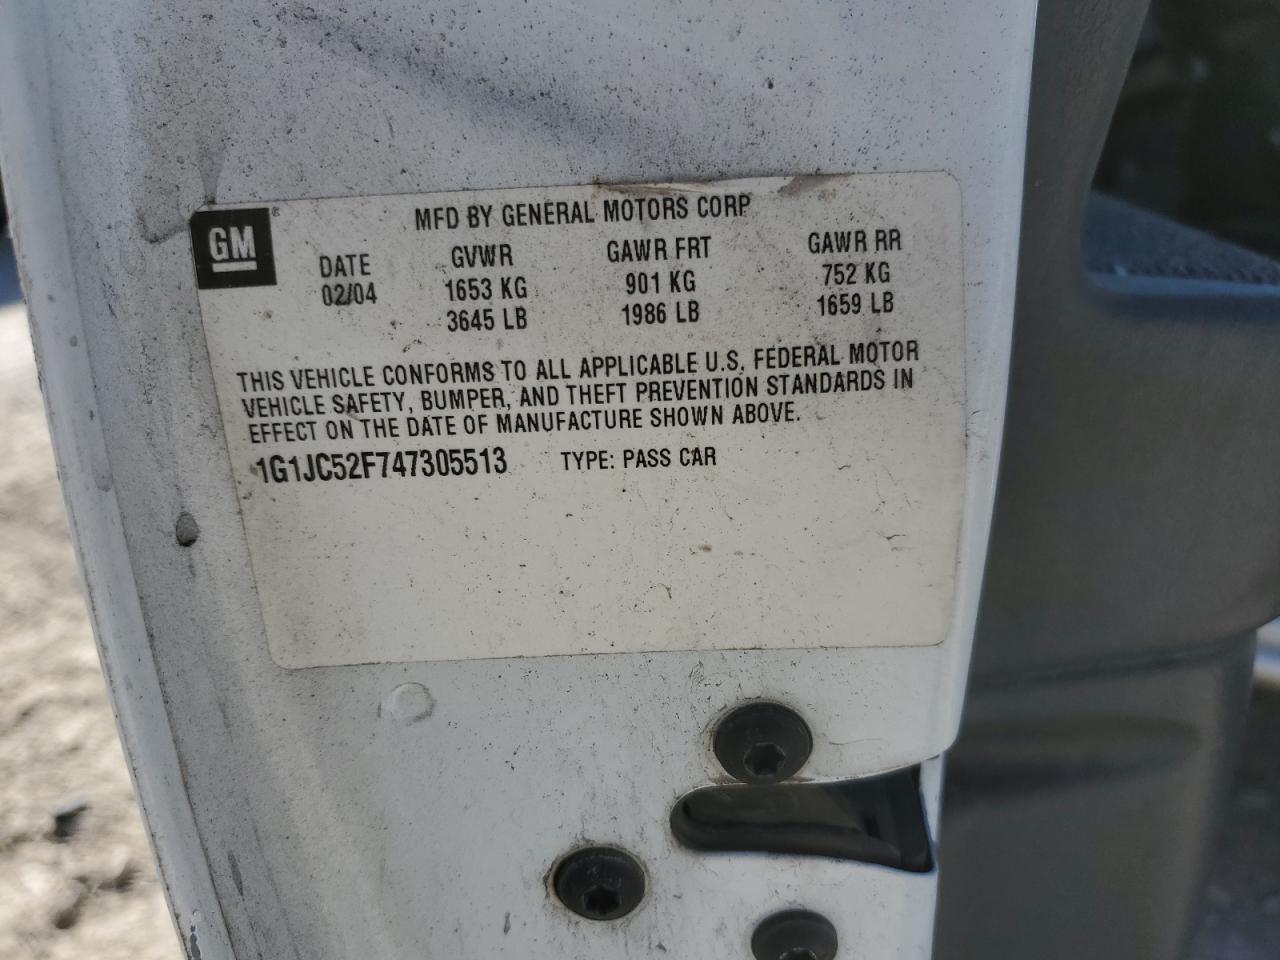 GM ®
MFD BY GENERAL MOTORS CORP
DATE GVWR GAWR FRT GAWR RR
02/04 1653 KG 901 KG 752 KG
3645 LB 1986 LB 1659 LB
THIS VEHICLE CONFORMS TO ALL APPLICABLE U.S. FEDERAL MOTOR
VEHICLE SAFETY, BUMPER, AND THEFT PREVENTION STANDARDS IN
EFFECT ON THE DATE OF MANUFACTURE SHOWN ABOVE.
1G1JC52F747305513 TYPE: PASS CAR